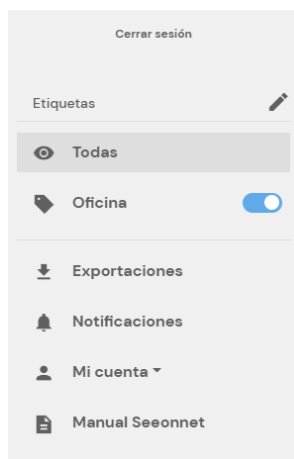 Cerrar sesión
Etiquetas
Todas
Oficina
Exportaciones
Notificaciones
Mi cuenta
Manual Seeonnet